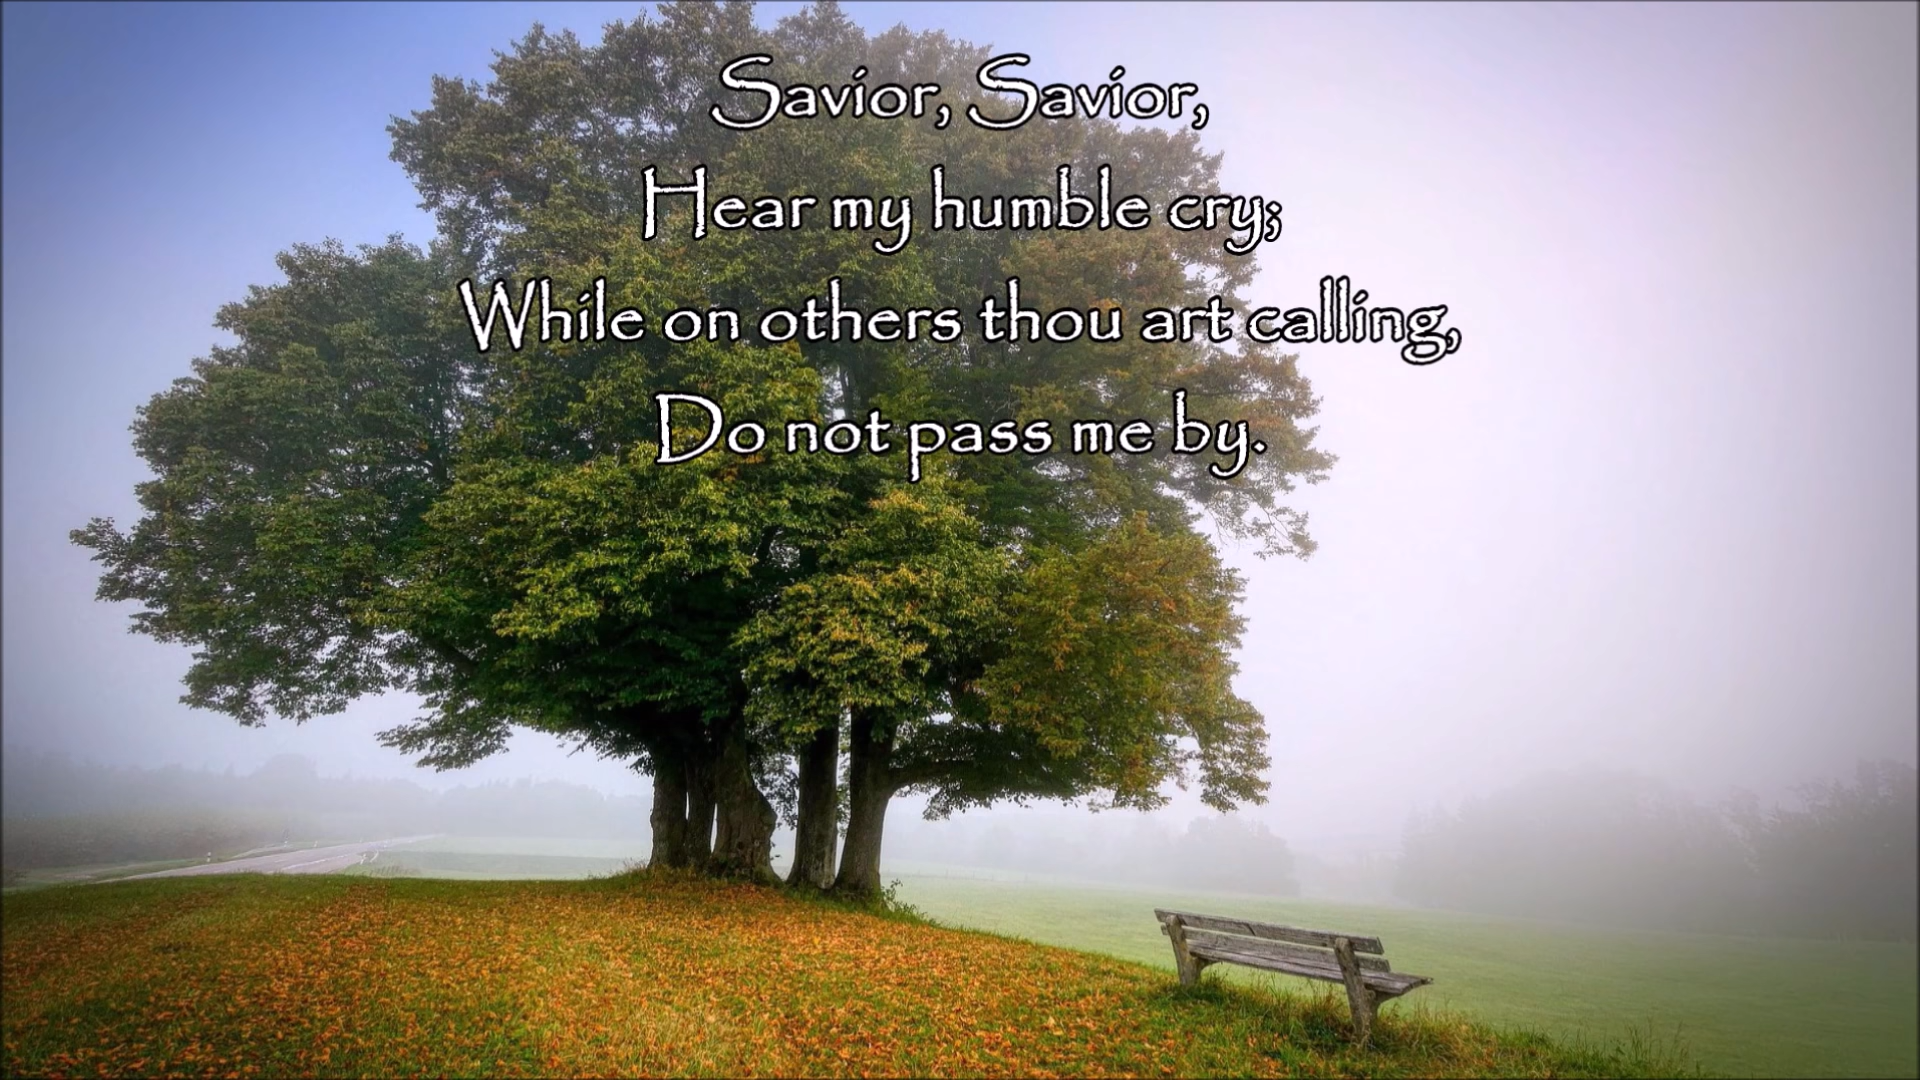 Savior, Savior,
Hear my humble cry;
While on others thou art calling,
Do not pass me by.